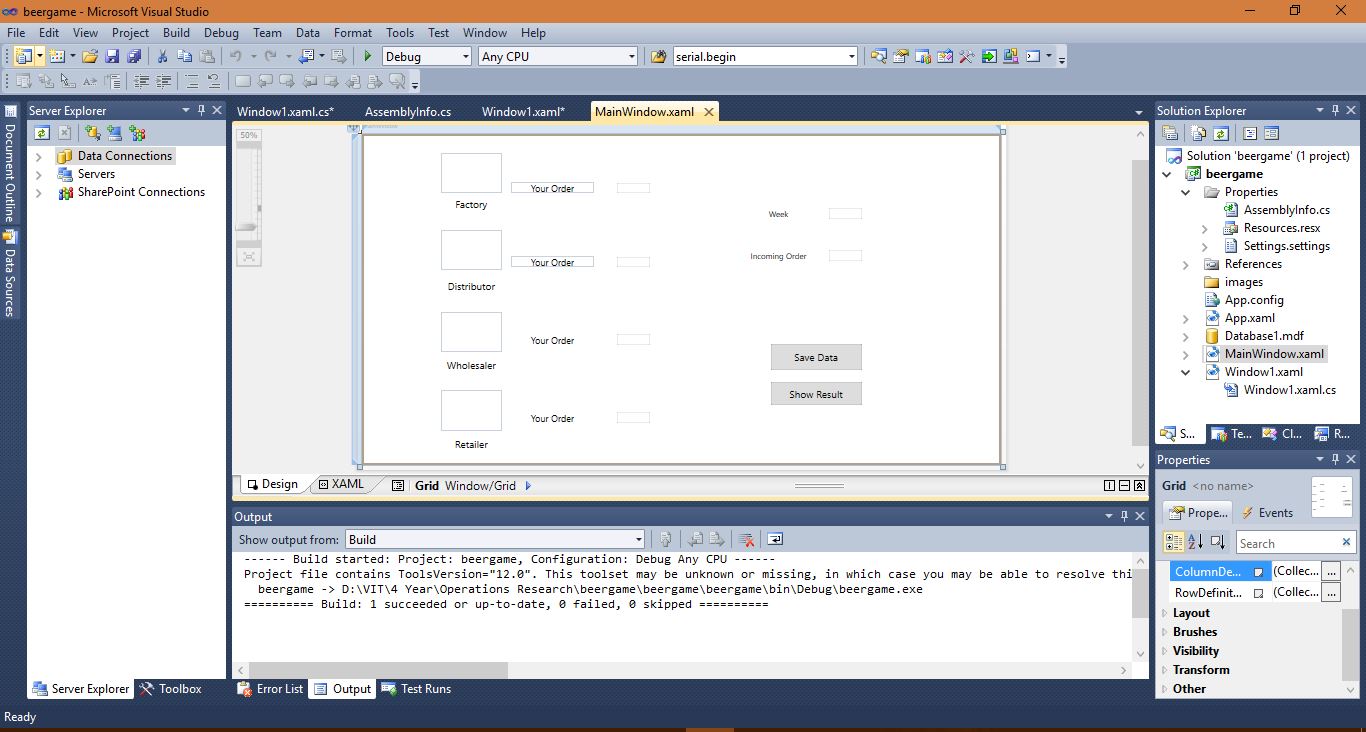 beergame - Microsoft Visual Studio
File Edit View Project Build Debug Team Data Format Tools Test Window Help
Debug Any CPU serial.begin
Document Outline
Data Sources
Server Explorer
Data Connections
Servers
SharePoint Connections
Server Explorer Toolbox
Window1.xaml.cs* AssemblyInfo.cs Window1.xaml* MainWindow.xaml
50%
Your Order
Factory
Your Order
Distributor
Your Order
Wholesaler
Your Order
Retailer
Week
Incoming Order
Save Data
Show Result
Design XAML Grid Window/Grid
Output
Show output from: Build
------ Build started: Project: beergame, Configuration: Debug Any CPU ------
Project file contains ToolsVersion="12.0". This toolset may be unknown or missing, in which case you may be able to resolve thi
beergame -> D:\VIT\4 Year\Operations Research\beergame\beergame\beergame\bin\Debug\beergame.exe
========== Build: 1 succeeded or up-to-date, 0 failed, 0 skipped ==========
Error List Output Test Runs
Solution Explorer
Solution 'beergame' (1 project)
beergame
Properties
AssemblyInfo.cs
Resources.resx
Settings.settings
References
images
App.config
App.xaml
Database1.mdf
MainWindow.xaml
Window1.xaml
Window1.xaml.cs
S... Te... Cl... R...
Properties
Grid <no name>
Prope... Events
Search
ColumnDe... (Collec... ...
RowDefinit... (Collec... ...
Layout
Brushes
Visibility
Transform
Other
Ready